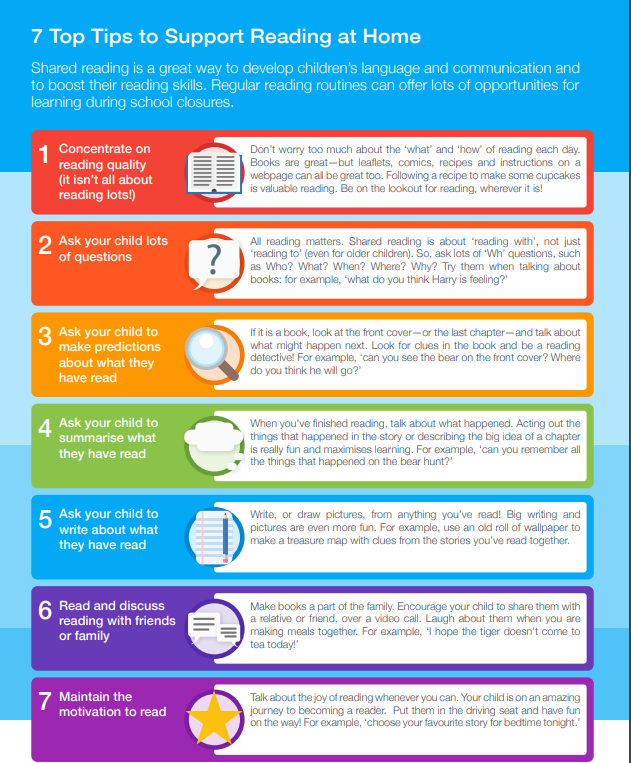 7 Top Tips to Support Reading at Home
Shared reading is a great way to develop children's language and communication and
to boost their reading skills. Regular reading routines can offer lots of opportunities for
learning during school closures.
1 Concentrate on
reading quality
(it isn't all about
reading lots!)
Don't worry too much about the 'what' and 'how' of reading each day.
Books are great—but leaflets, comics, recipes and instructions on a
webpage can all be great too. Following a recipe to make some cupcakes
is valuable reading. Be on the lookout for reading, wherever it is!
2 Ask your child lots
of questions
?
All reading matters. Shared reading is about 'reading with', not just
'reading to' (even for older children). So, ask lots of 'Wh' questions, such
as Who? What? When? Where? Why? Try them when talking about
books: for example, 'what do you think Harry is feeling?'
3 Ask your child to
make predictions
about what they
have read
If it is a book, look at the front cover—or the last chapter—and talk about
what might happen next. Look for clues in the book and be a reading
detective! For example, 'can you see the bear on the front cover? Where
do you think he will go?'
4 Ask your child to
summarise what
they have read
When you've finished reading, talk about what happened. Acting out the
things that happened in the story or describing the big idea of a chapter
is really fun and maximises learning. For example, 'can you remember all
the things that happened on the bear hunt?'
5 Ask your child to
write about what
they have read
Write, or draw pictures, from anything you've read! Big writing and
pictures are even more fun. For example, use an old roll of wallpaper to
make a treasure map with clues from the stories you've read together.
6 Read and discuss
reading with friends
or family
Make books a part of the family. Encourage your child to share them with
a relative or friend, over a video call. Laugh about them when you are
making meals together. For example, 'I hope the tiger doesn't come to
tea today!'
7 Maintain the
motivation to read
Talk about the joy of reading whenever you can. Your child is on an amazing
journey to becoming a reader. Put them in the driving seat and have fun
on the way! For example, 'choose your favourite story for bedtime tonight.'